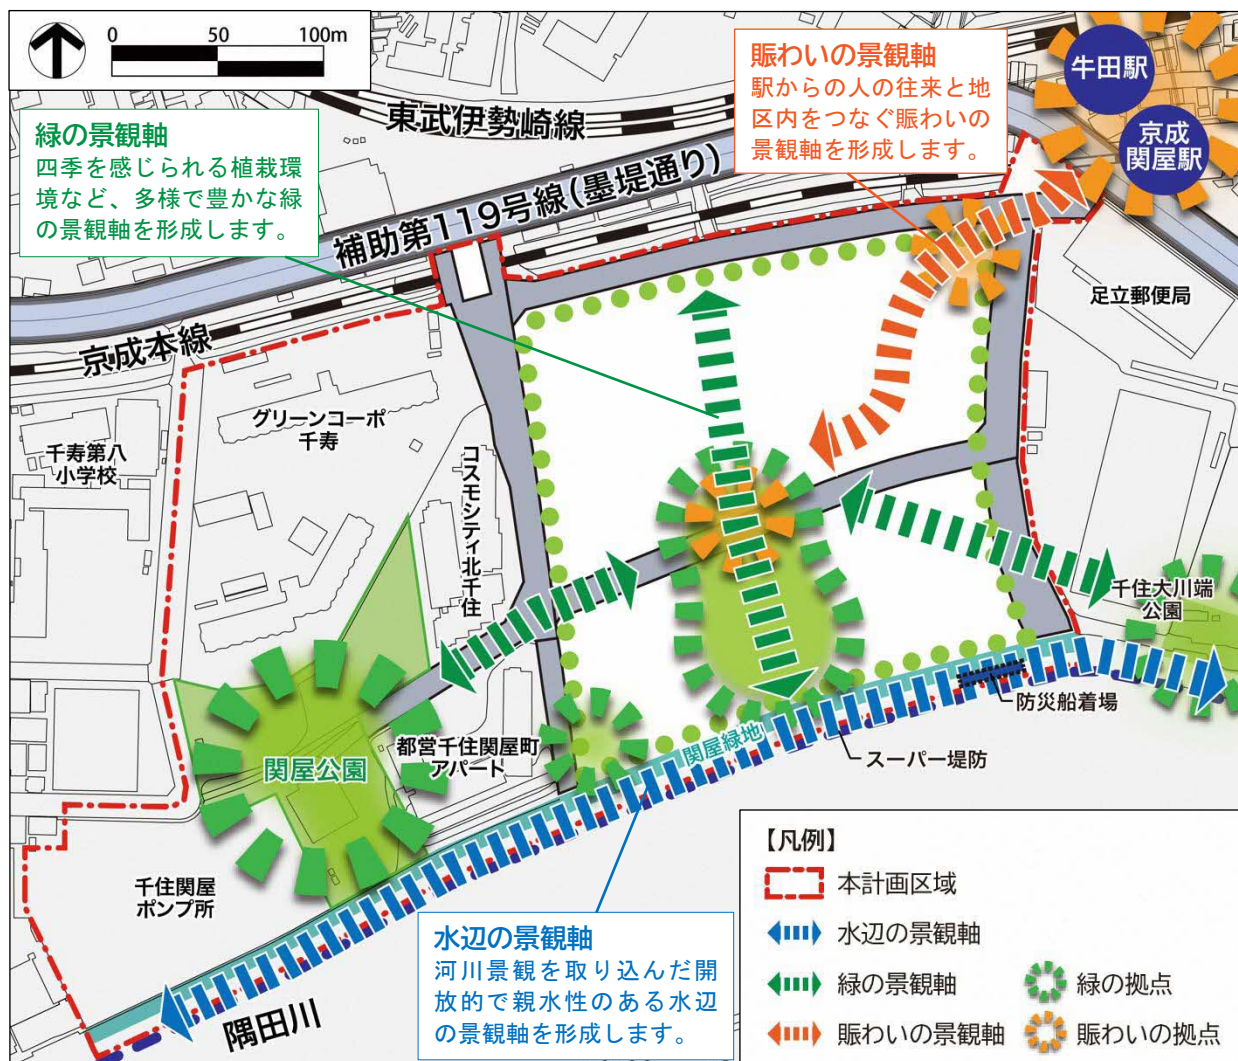 0 50 100m
緑の景観軸
四季を感じられる植栽環
境など、多様で豊かな緑
の景観軸を形成します。
東武伊勢崎線
賑わいの景観軸
駅からの人の往来と地
区内をつなぐ賑わいの
景観軸を形成します。
牛田駅
京成
関屋駅
補助第119号線(墨堤通り)
京成本線
足立郵便局
グリーンコーポ
千寿
千寿第八
小学校
コスモシティ北千住
千住大川端
公園
防災船着場
関屋緑地
スーパー堤防
都営千住関屋町
アパート
関屋公園
千住関屋
ポンプ所
水辺の景観軸
河川景観を取り込んだ開
放的で親水性のある水辺
の景観軸を形成します。
隅田川
【凡例】
本計画区域
水辺の景観軸
緑の景観軸
緑の拠点
賑わいの景観軸
賑わいの拠点